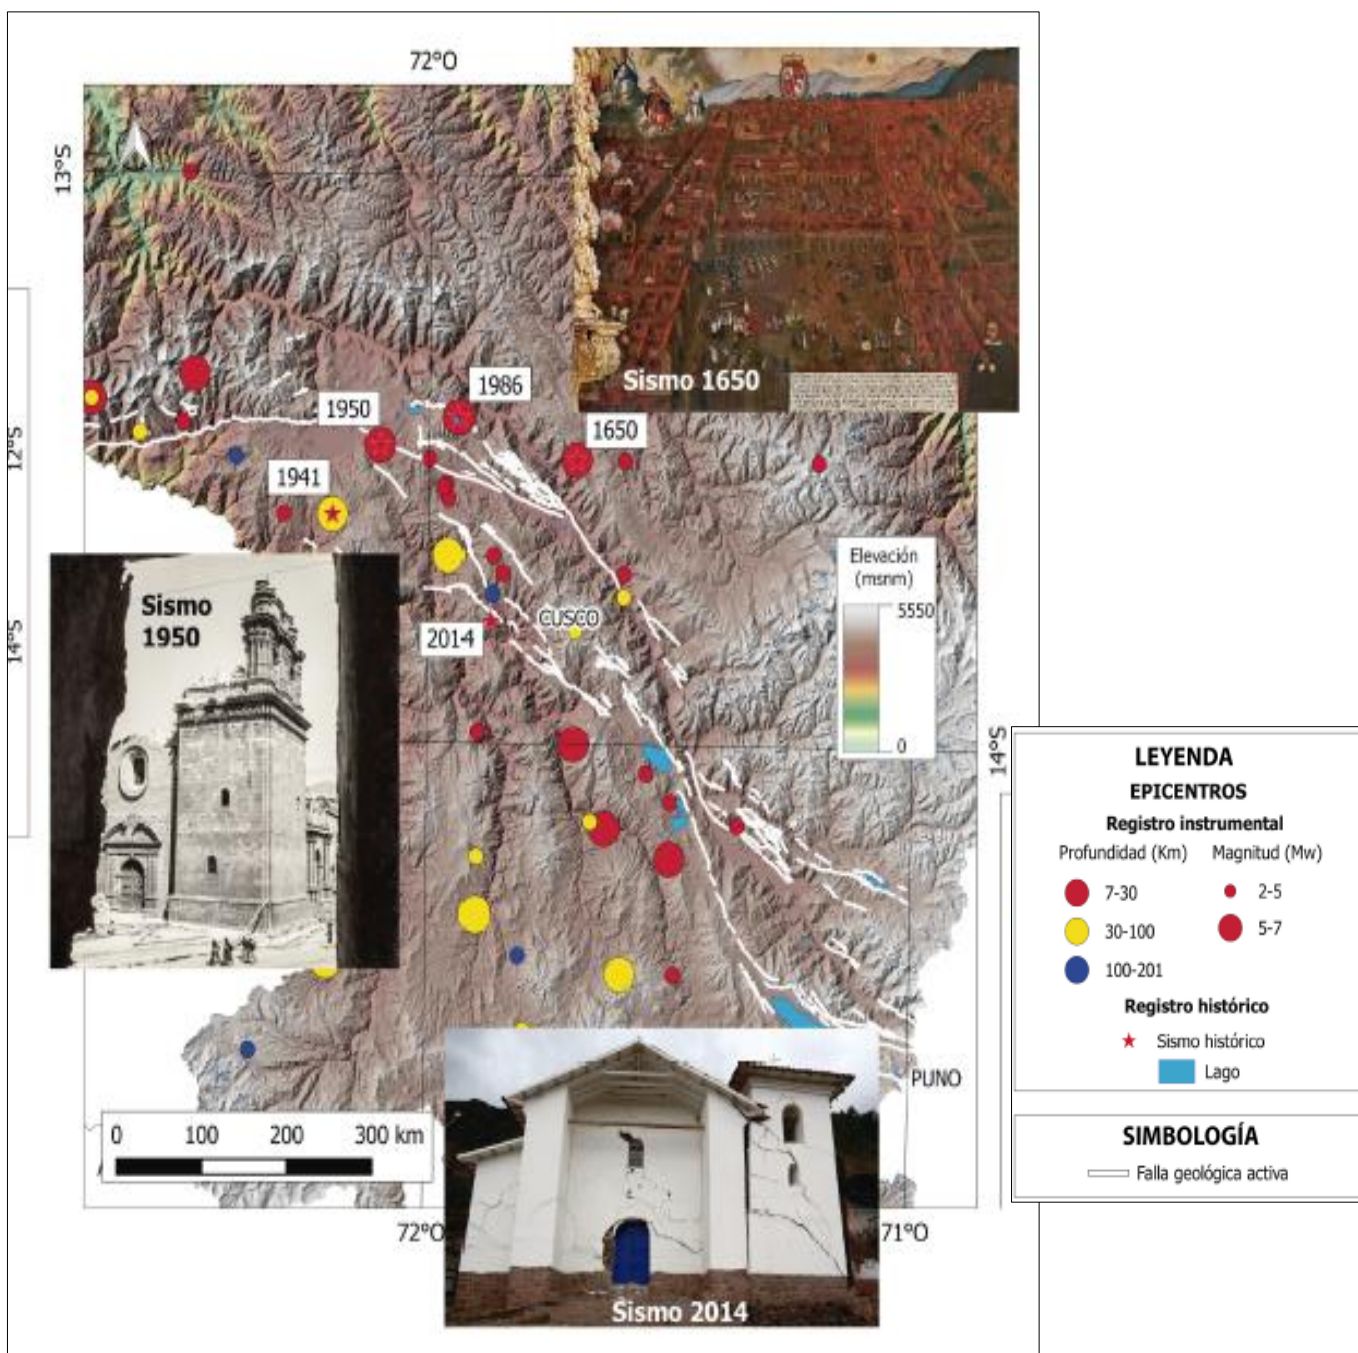 72°O
13°S
Sismo 1650
1986
1950
1650
12°S
1941
Elevación
(msnm)
5550
0
Sismo
1950
CUSCO
2014
14°S
14°S
LEYENDA
EPICENTROS
Registro instrumental
Profundidad (Km)
Magnitud (Mw)
7-30
2-5
30-100
5-7
100-201
Registro histórico
Sismo histórico
Lago
PUNO
SIMBOLOGÍA
Falla geológica activa
0 100 200 300 km
72°O
71°O
Sismo 2014